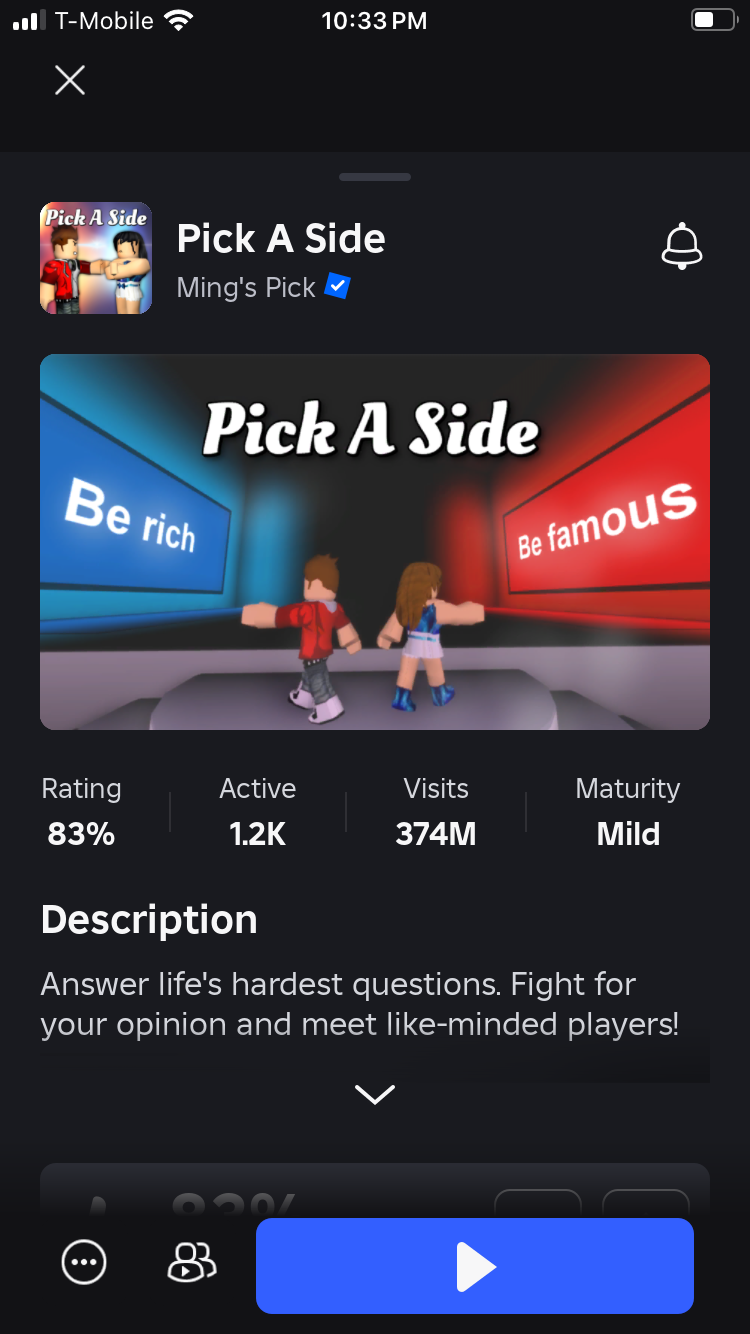 T-Mobile 10:33 PM
Pick A Side
Pick A Side
Ming's Pick
Pick A Side
Be rich
Be famous
Rating Active Visits Maturity
83% 1.2K 374M Mild
Description
Answer life's hardest questions. Fight for
your opinion and meet like-minded players!
83%